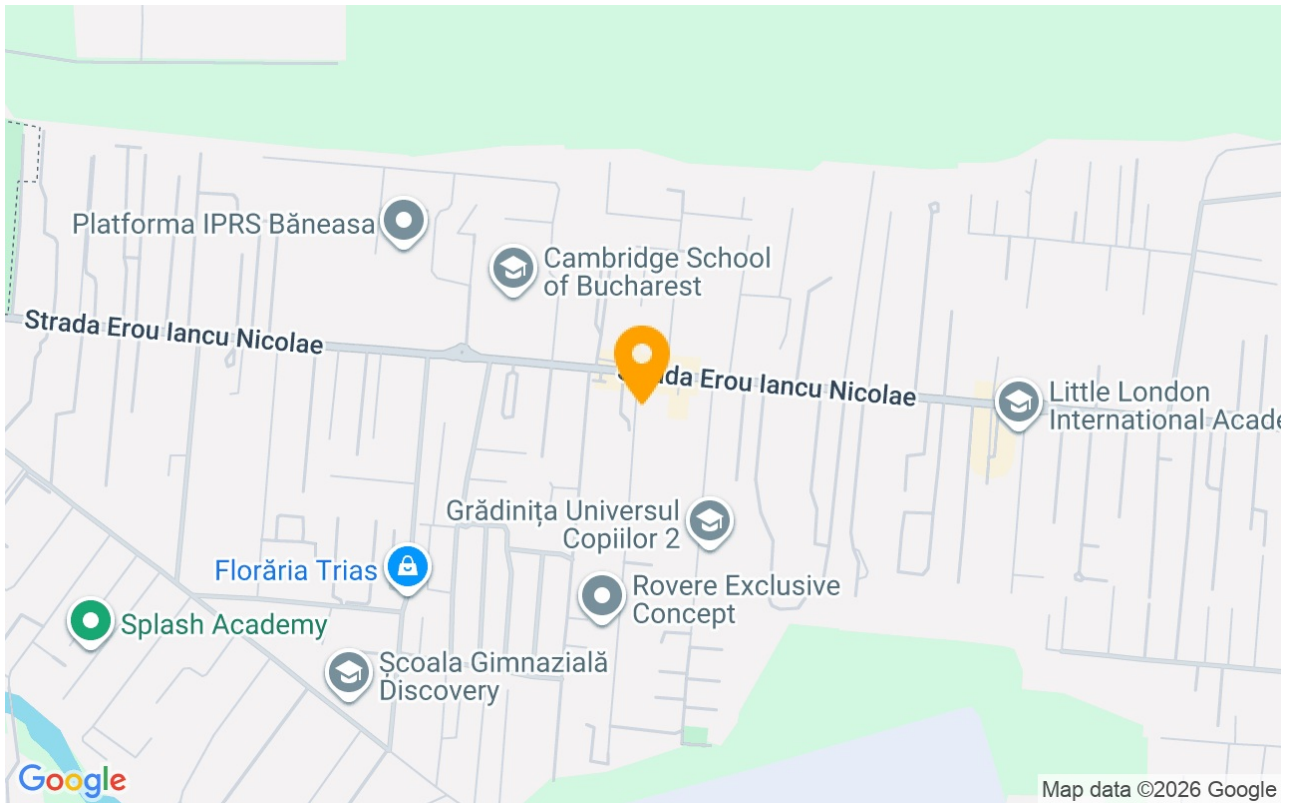 Platforma IPRS Băneasa
Cambridge School
of Bucharest
Strada Erou Iancu Nicolae
Erou Iancu Nicolae
Little London
International Acade
Grădinița Universul
Copiilor 2
Florăria Trias
Rovere Exclusive
Concept
Splash Academy
Școala Gimnazială
Discovery
Google
Map data ©2026 Google